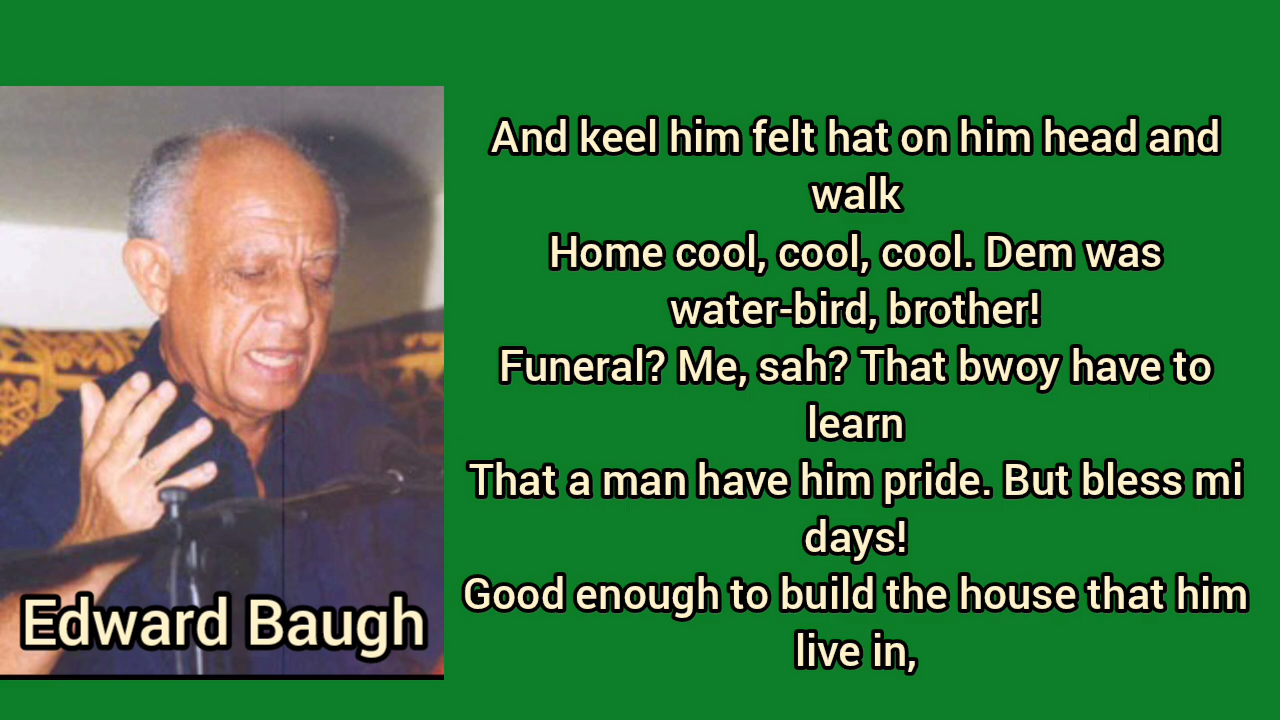 And keel him felt hat on him head and
walk
Home cool, cool, cool. Dem was
water-bird, brother!
Funeral? Me, sah? That bwoy have to
learn
That a man have him pride. But bless mi
days!
Good enough to build the house that him
live in,
Edward Baugh